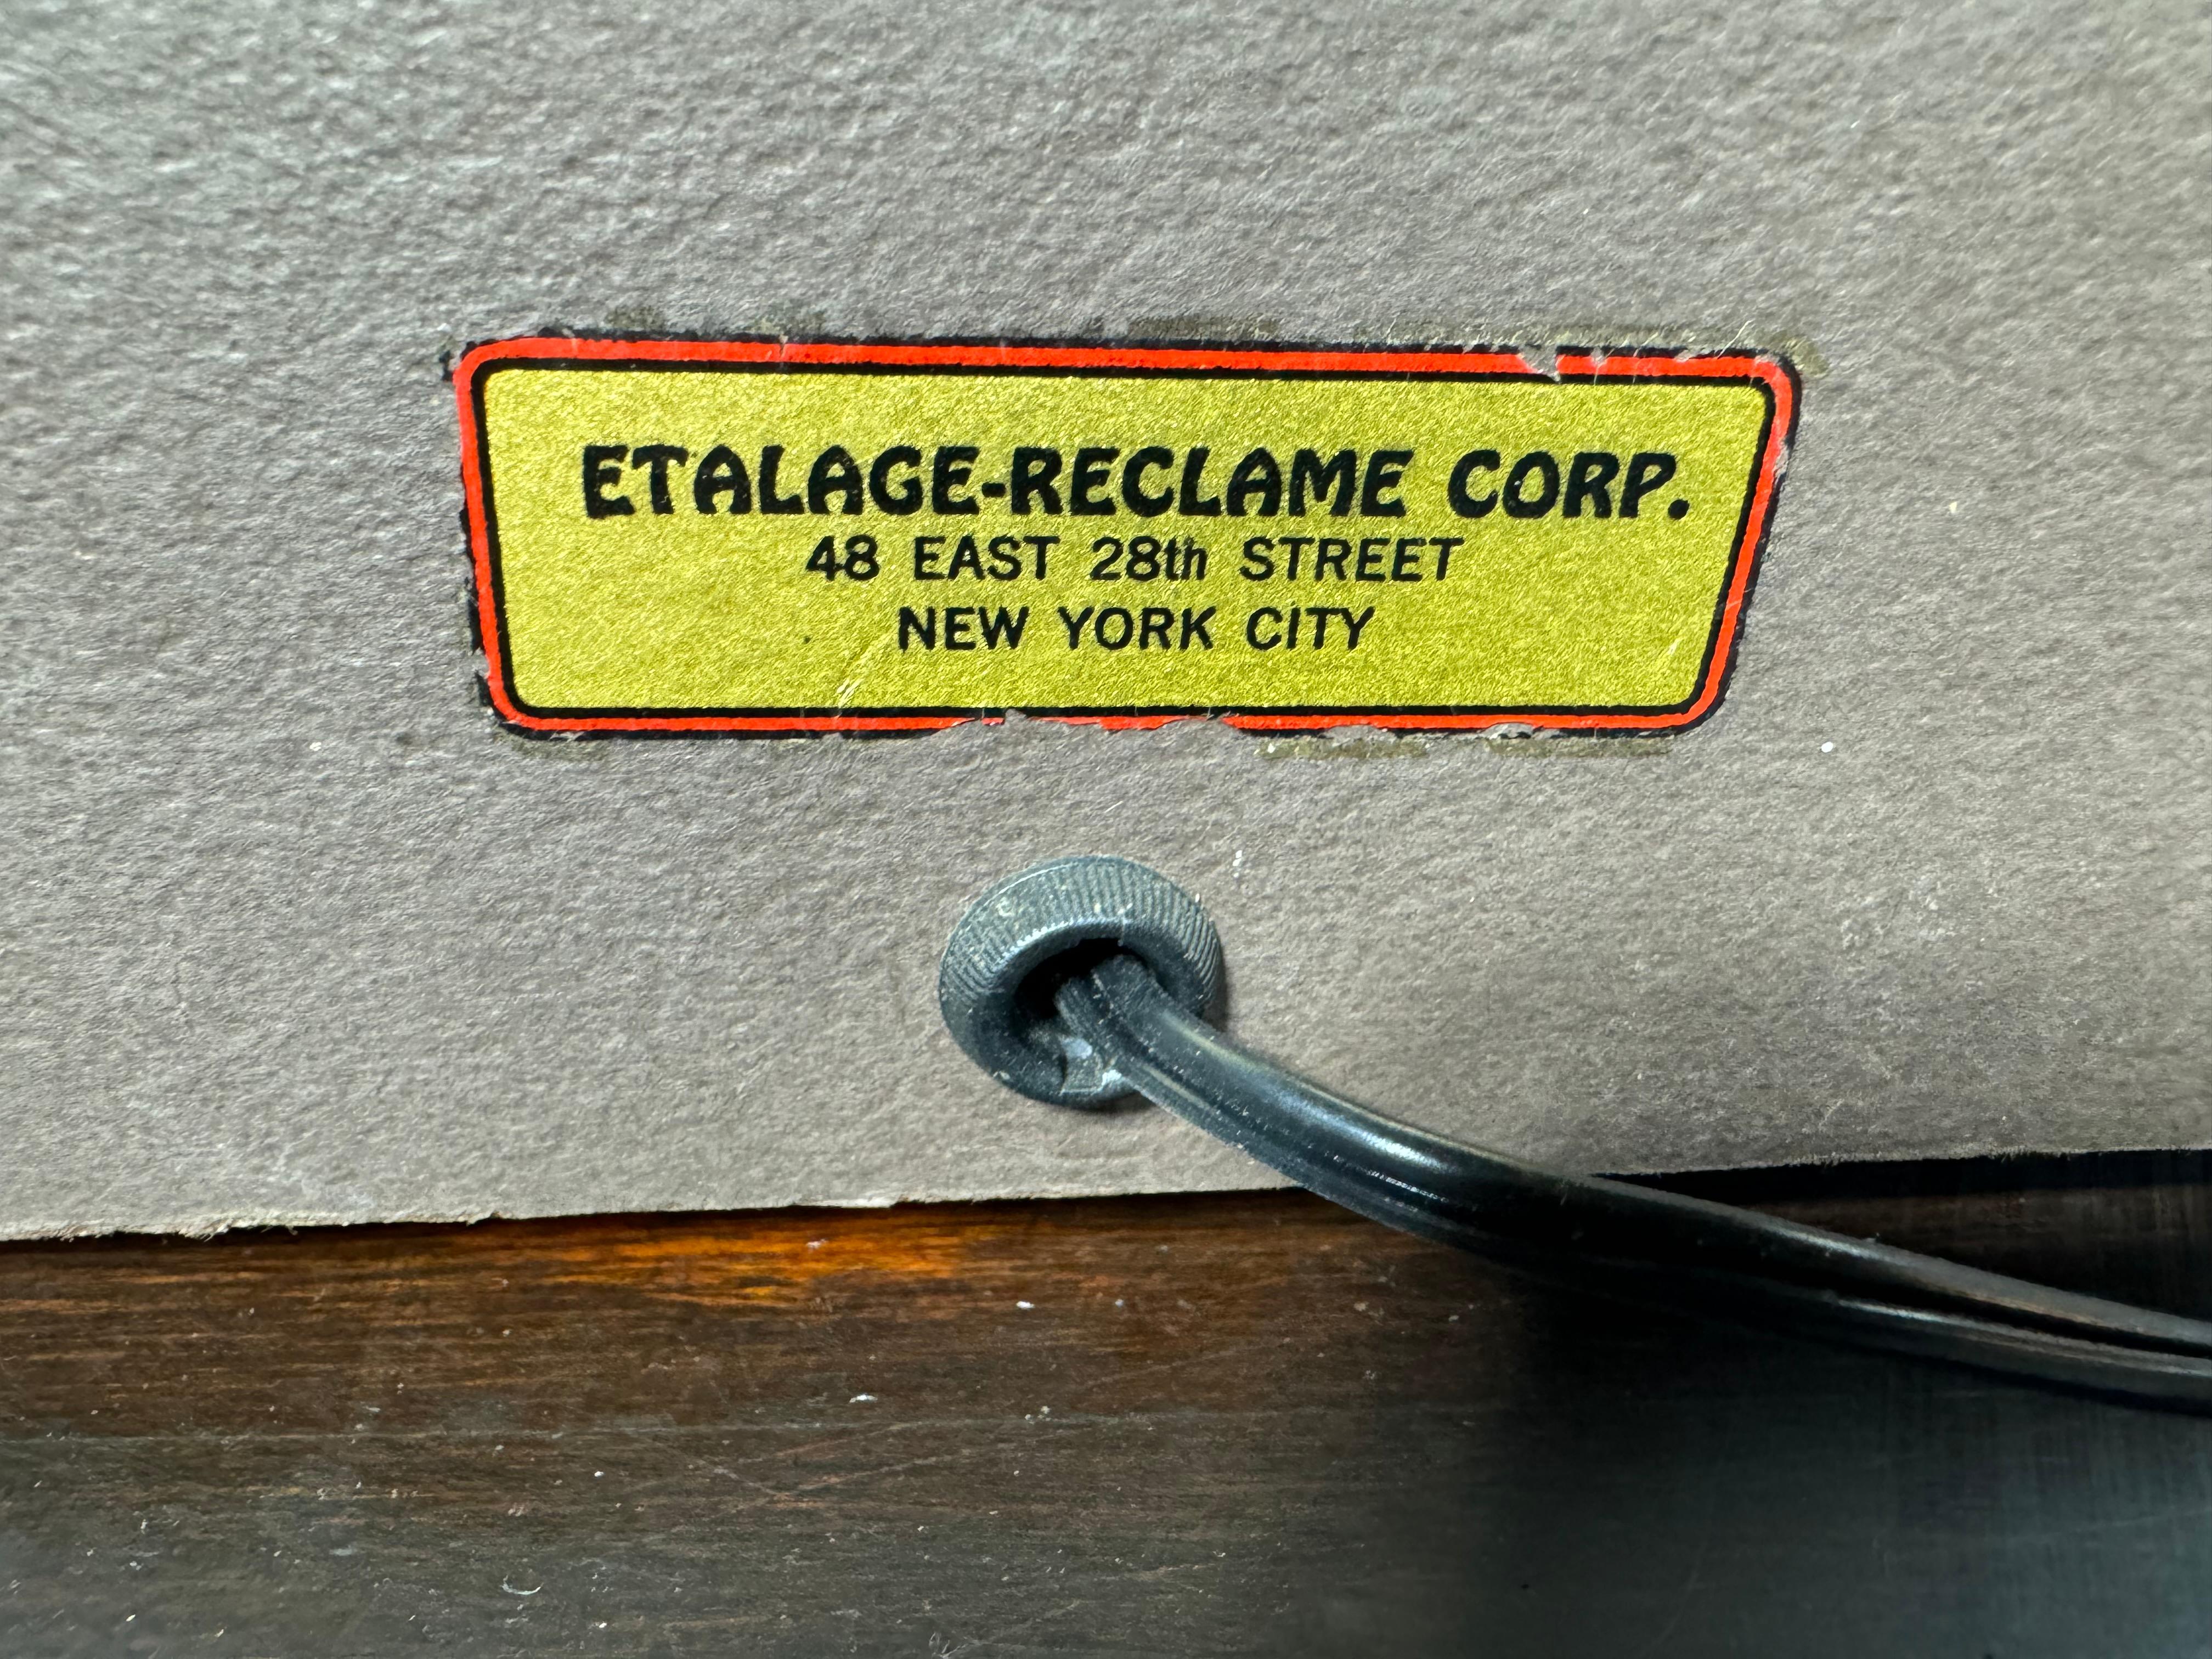 ETALAGE-RECLAME CORP.
48 EAST 28th STREET
NEW YORK CITY